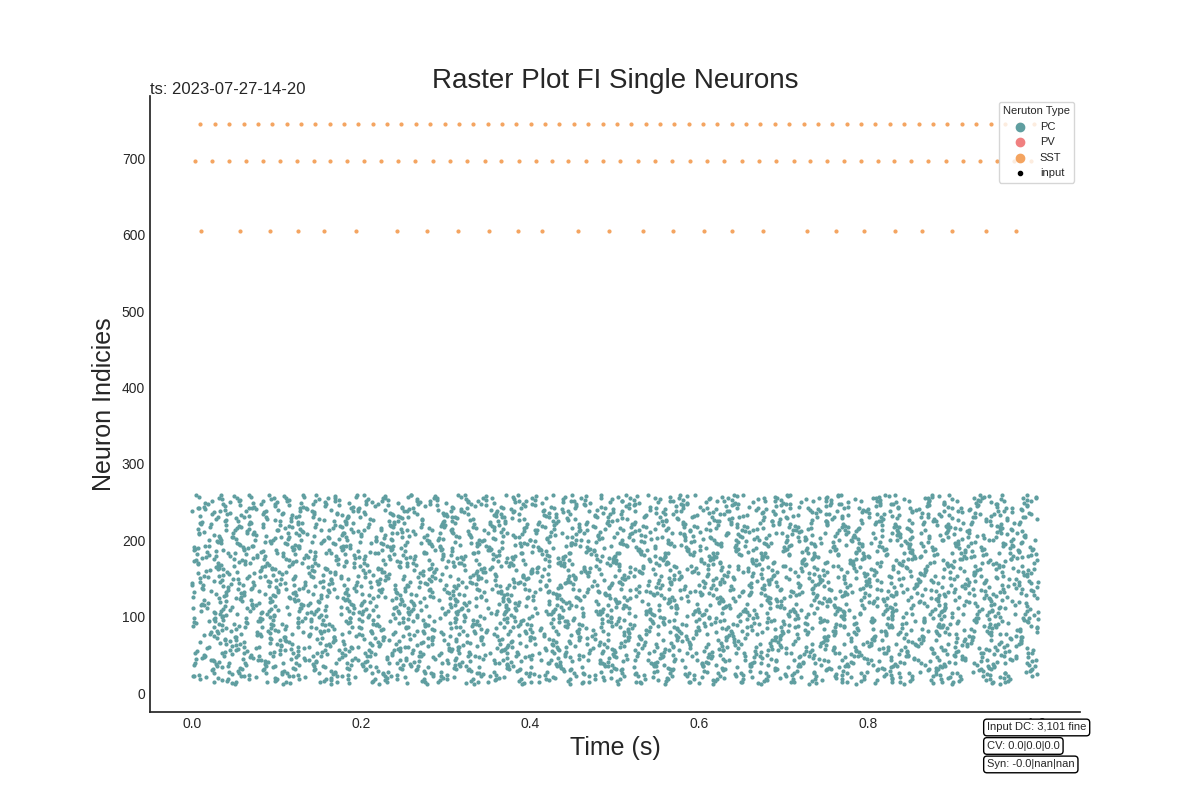 Raster Plot FI Single Neurons
ts: 2023-07-27-14-20
Neruton Type
PC
PV
SST
input
Neuron Indicies
700
600
500
400
300
200
100
0
0.0 0.2 0.4 0.6 0.8
Time (s)
Input DC: 3,101 fine
CV: 0.0|0.0|0.0
Syn: -0.0|nan|nan